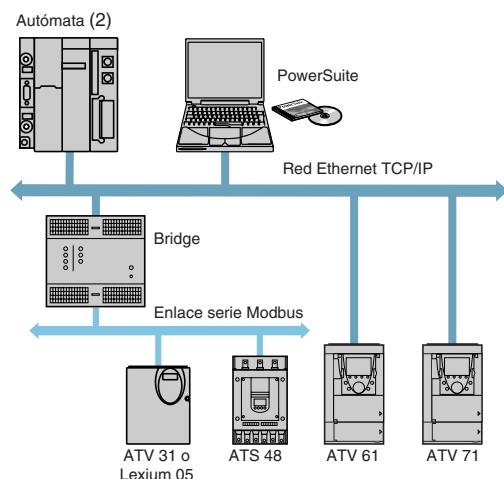 Autómata (2)
PowerSuite
Red Ethernet TCP/IP
Bridge
Enlace serie Modbus
ATV 31 o
Lexium 05
ATS 48
ATV 61
ATV 71